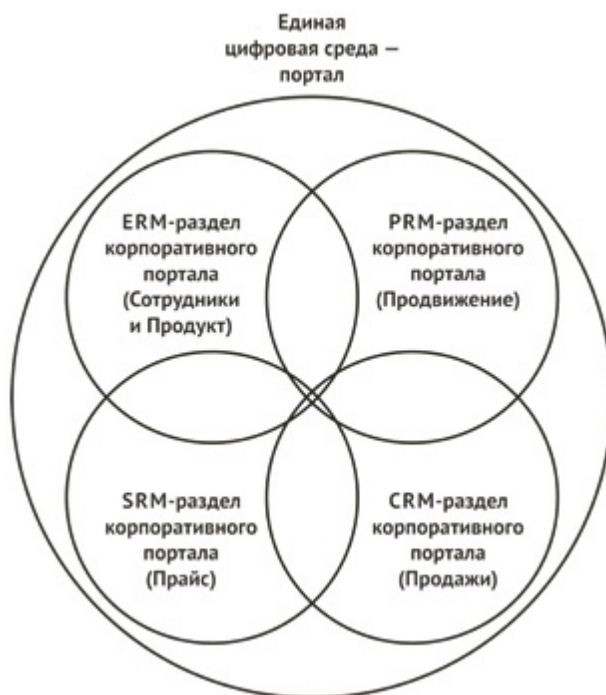 Единая
цифровая среда —
портал
ERM-раздел
корпоративного
портала
(Сотрудники
и Продукт)
PRM-раздел
корпоративного
портала
(Продвижение)
SRM-раздел
корпоративного
портала
(Прайс)
CRM-раздел
корпоративного
портала
(Продажи)